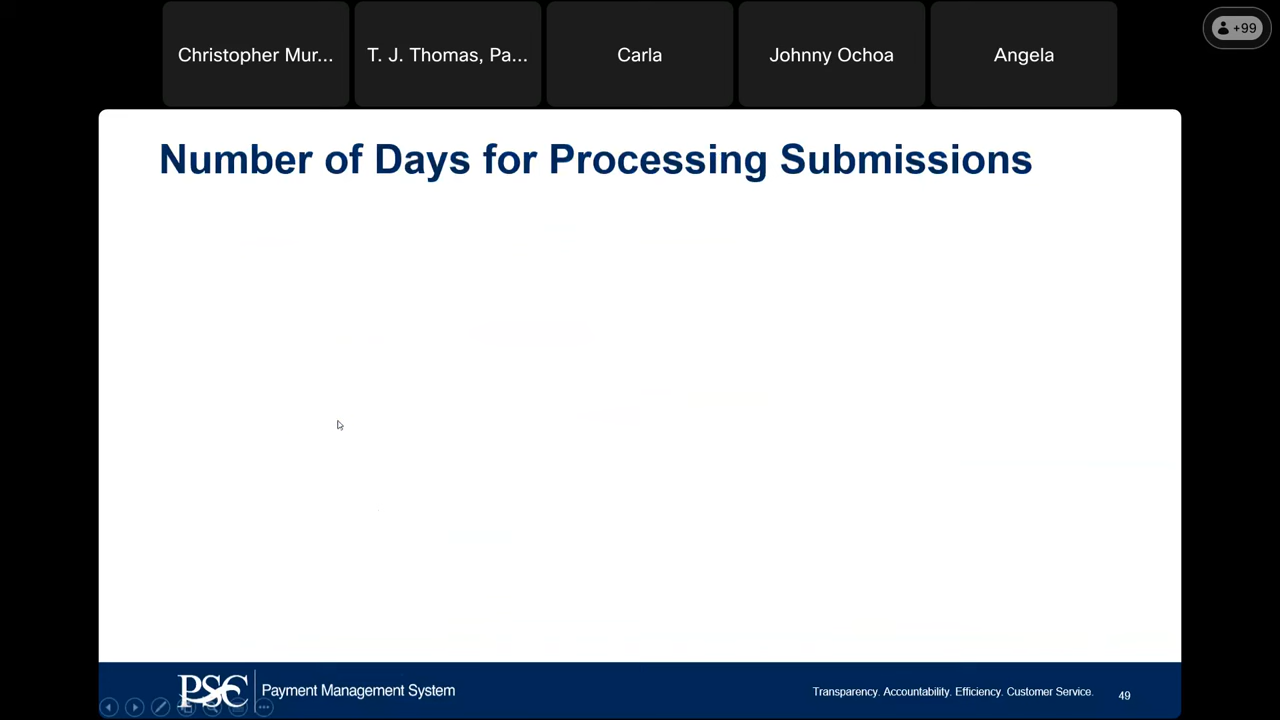 Christopher Mur...
T. J. Thomas, Pa...
Carla
Johnny Ochoa
Angela
+99
Number of Days for Processing Submissions
PSC
Payment Management System
Transparency. Accountability. Efficiency. Customer Service.
49